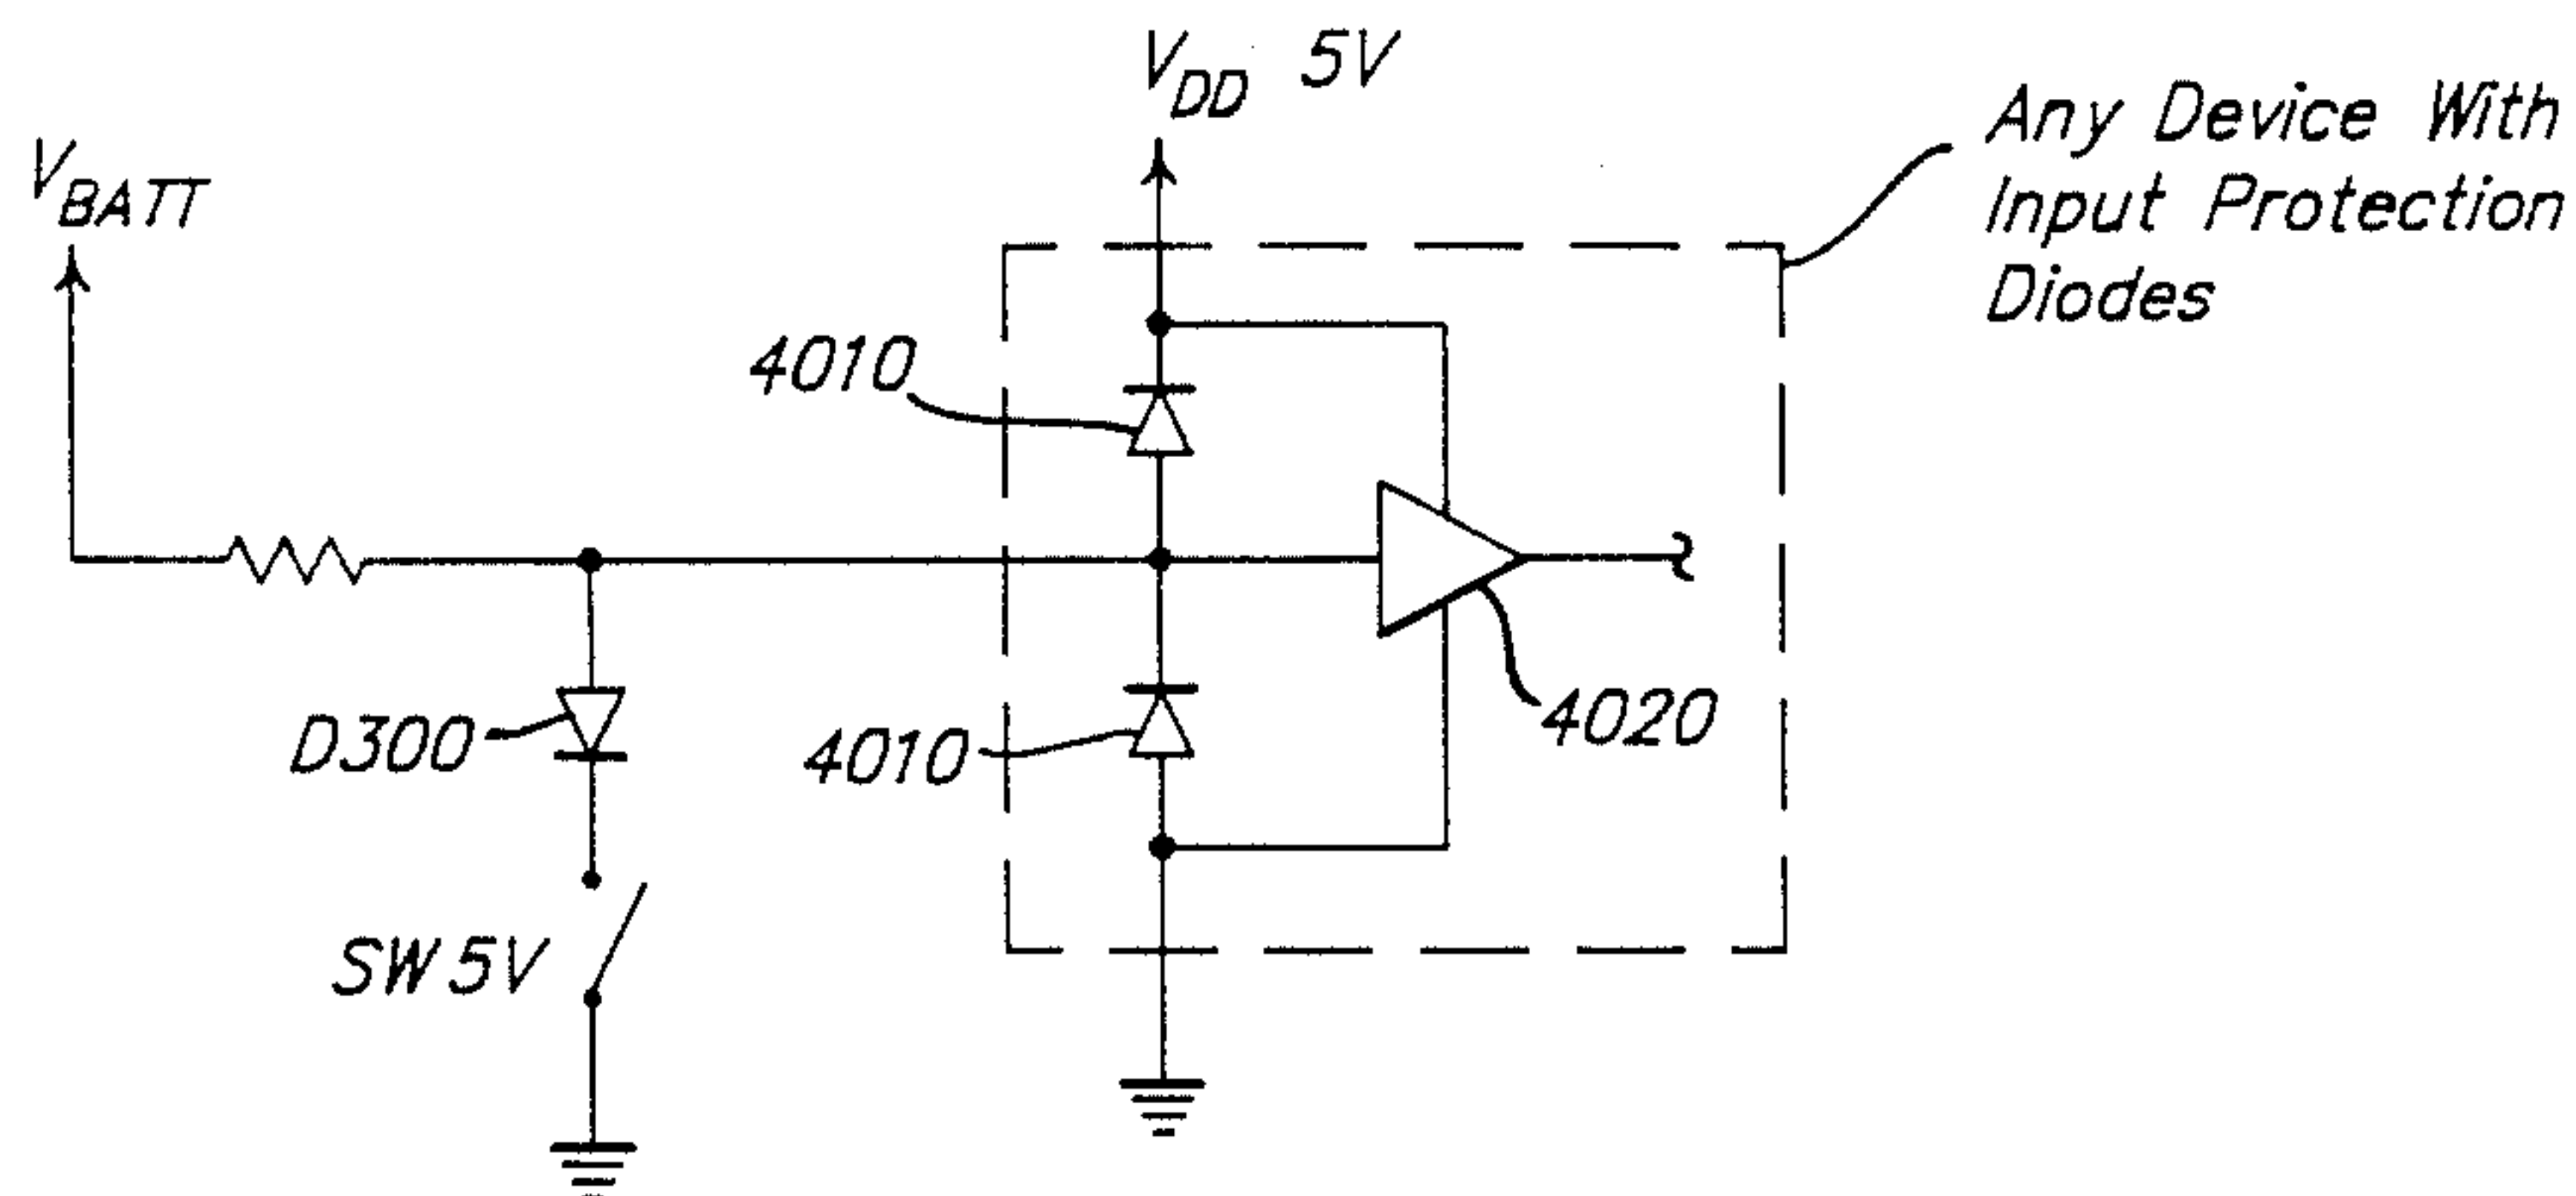 V_DD 5V
V_BATT
Any Device With
Input Protection
Diodes
4010
D300
4010
4020
SW 5V